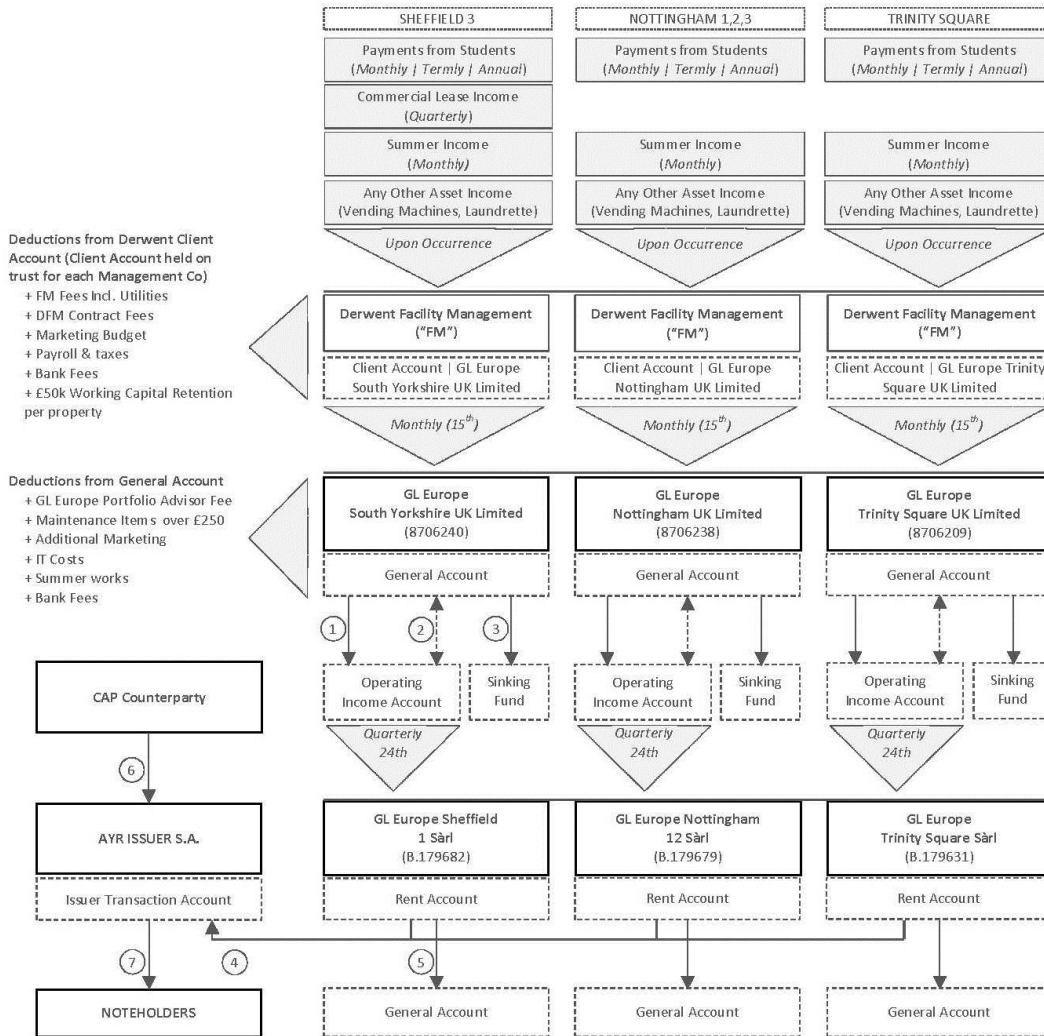 SHEFFIELD 3
NOTTINGHAM 1,2,3
TRINITY SQUARE
Payments from Students
(Monthly / Termly / Annual)
Payments from Students
(Monthly / Termly / Annual)
Payments from Students
(Monthly / Termly / Annual)
Commercial Lease Income
(Quarterly)
Summer Income
(Monthly)
Summer Income
(Monthly)
Summer Income
(Monthly)
Any Other Asset Income
(Vending Machines, Laundrette)
Any Other Asset Income
(Vending Machines, Laundrette)
Any Other Asset Income
(Vending Machines, Laundrette)
Upon Occurrence
Upon Occurrence
Upon Occurrence
Deductions from Derwent Client
Account (Client Account held on
trust for each Management Co)
+ FM Fees Incl. Utilities
+ DFM Contract Fees
+ Marketing Budget
+ Payroll & taxes
+ Bank Fees
+ £50k Working Capital Retention
per property
Derwent Facility Management
("FM")
Derwent Facility Management
("FM")
Derwent Facility Management
("FM")
Client Account | GL Europe
South Yorkshire UK Limited
Client Account | GL Europe
Nottingham UK Limited
Client Account | GL Europe Trinity
Square UK Limited
Monthly (15th)
Monthly (15th)
Monthly (15th)
Deductions from General Account
+ GL Europe Portfolio Advisor Fee
+ Maintenance Items over £250
+ Additional Marketing
+ IT Costs
+ Summer works
+ Bank Fees
GL Europe
South Yorkshire UK Limited
(8706240)
GL Europe
Nottingham UK Limited
(8706238)
GL Europe
Trinity Square UK Limited
(8706209)
General Account
General Account
General Account
1
2
3
Operating
Income Account
Sinking
Fund
Operating
Income Account
Sinking
Fund
Operating
Income Account
Sinking
Fund
CAP Counterparty
Quarterly
24th
Quarterly
24th
Quarterly
24th
6
AYR ISSUER S.A.
GL Europe Sheffield
1 Sàrl
(B.179682)
GL Europe Nottingham
12 Sàrl
(B.179679)
GL Europe
Trinity Square Sàrl
(B.179631)
Issuer Transaction Account
Rent Account
Rent Account
Rent Account
7
4
5
NOTEHOLDERS
General Account
General Account
General Account